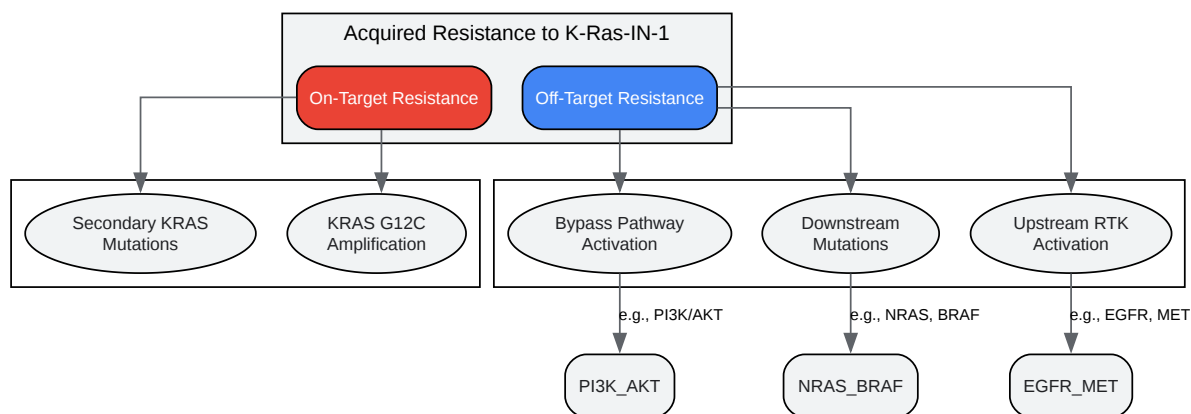 Acquired Resistance to K-Ras-IN-1
On-Target Resistance
Off-Target Resistance
Secondary KRAS
Mutations
KRAS G12C
Amplification
Bypass Pathway
Activation
Downstream
Mutations
Upstream RTK
Activation
e.g., PI3K/AKT
e.g., NRAS, BRAF
e.g., EGFR, MET
PI3K_AKT
NRAS_BRAF
EGFR_MET